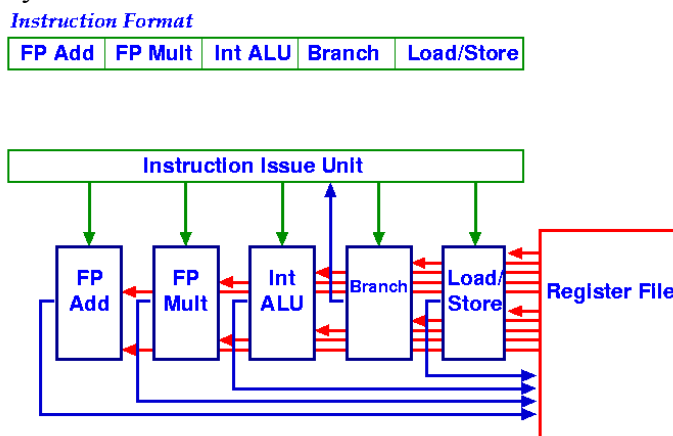 Instruction Format
FP Add FP Mult Int ALU Branch Load/Store
Instruction Issue Unit
FP Add
FP Mult
Int ALU
Branch
Load/
Store
Register File